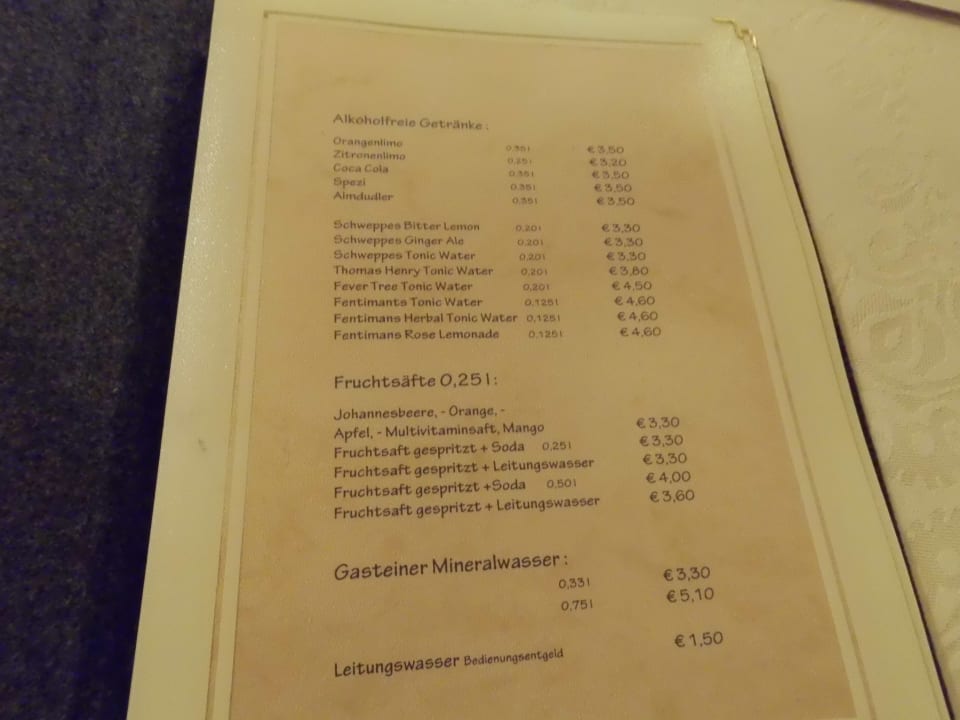 Alkoholfreie Getränke :
Orangenlimo 0,35l € 3,50
Zitronenlimo 0,25l € 3,20
Coca Cola 0,35l € 3,50
Spezi 0,35l € 3,50
Almdudler 0,35l € 3,50
Schweppes Bitter Lemon 0,20l € 3,30
Schweppes Ginger Ale 0,20l € 3,30
Schweppes Tonic Water 0,20l € 3,30
Thomas Henry Tonic Water 0,20l € 3,80
Fever Tree Tonic Water 0,20l € 4,50
Fentimants Tonic Water 0,125l € 4,60
Fentimans Herbal Tonic Water 0,125l € 4,60
Fentimans Rose Lemonade 0,125l € 4,60
Fruchtsäfte 0,25 l :
Johannesbeere, - Orange, -
Apfel, - Multivitaminsaft, Mango € 3,30
Fruchtsaft gespritzt + Soda 0,25l € 3,30
Fruchtsaft gespritzt + Leitungswasser € 3,30
Fruchtsaft gespritzt +Soda 0,50l € 4,00
Fruchtsaft gespritzt + Leitungswasser € 3,60
Gasteiner Mineralwasser :
0,33l € 3,30
0,75l € 5,10
Leitungswasser Bedienungsentgeld € 1,50